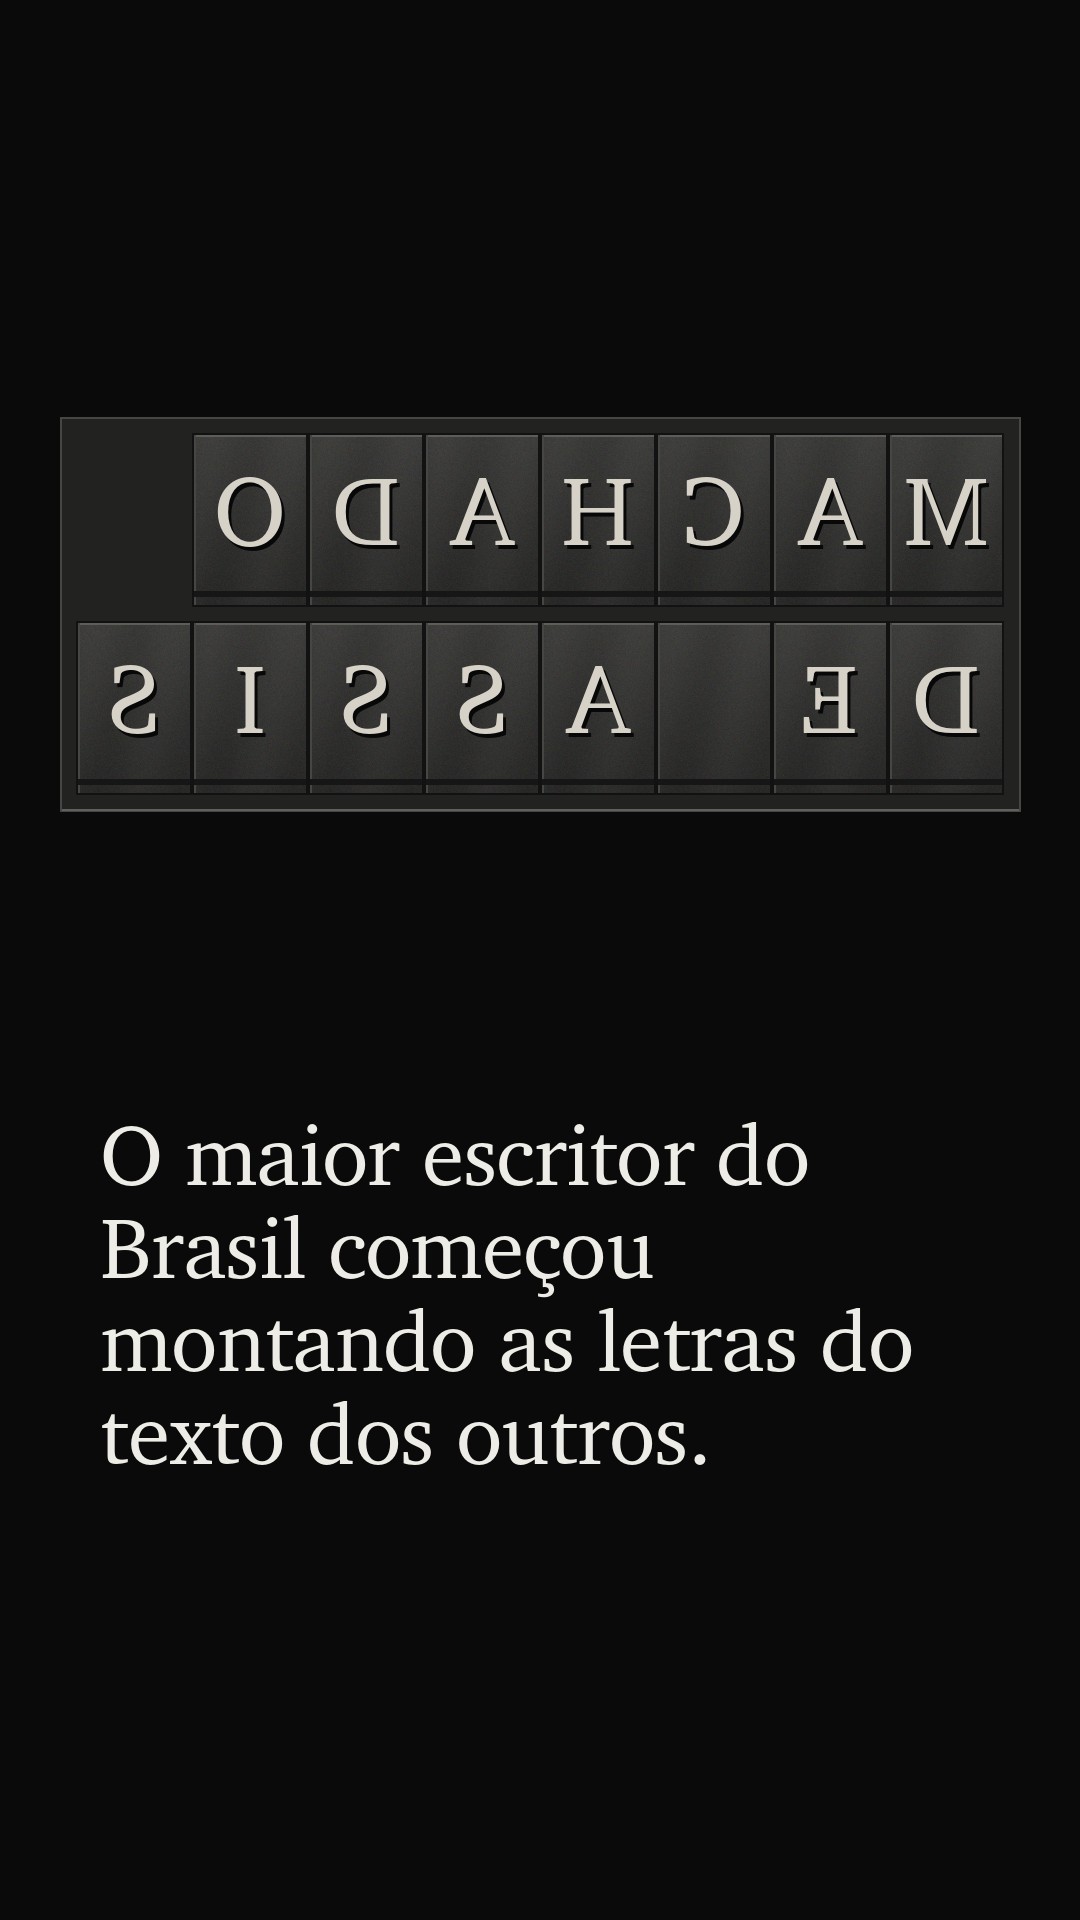 MACHADO
DE ASSIS
O maior escritor do
Brasil começou
montando as letras do
texto dos outros.